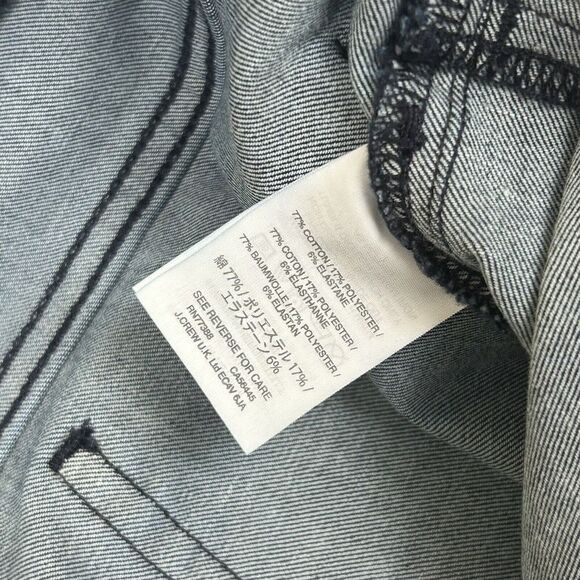 77% COTTON / 17% POLYESTER /
6% ELASTANE
77% COTON / 17% POLYESTER /
6% ELASTHANNE
77% BAUMWOLLE / 17% POLYESTER /
6% ELASTAN
綿 77% / ポリエステル 17% /
エラステーン 6%
SEE REVERSE FOR CARE
RN77388 CA56445
J.CREW U.K. Ltd EC4V 6JA